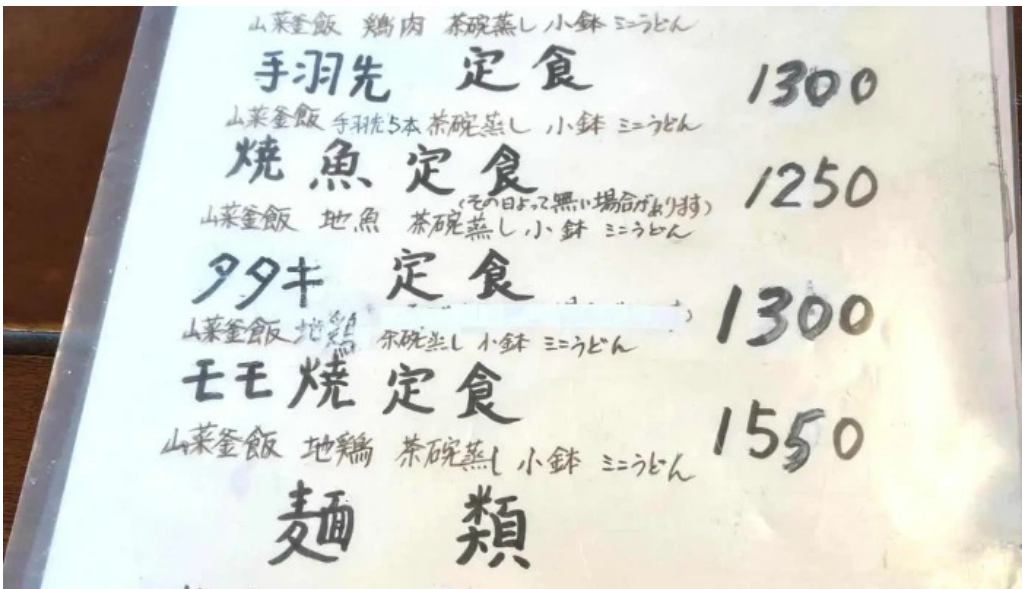 山菜釜飯 鶏肉 茶碗蒸し 小鉢 ミニうどん
手羽先 定食 1300
山菜釜飯 手羽先5本 茶碗蒸し 小鉢 ミニうどん
焼魚定食 1250
(その日よって無い場合があります)
山菜釜飯 地魚 茶碗蒸し 小鉢 ミニうどん
タタキ 定食 1300
山菜釜飯 地鶏 茶碗蒸し 小鉢 ミニうどん
モモ焼定食 1550
山菜釜飯 地鶏 茶碗蒸し 小鉢 ミニうどん
麺類